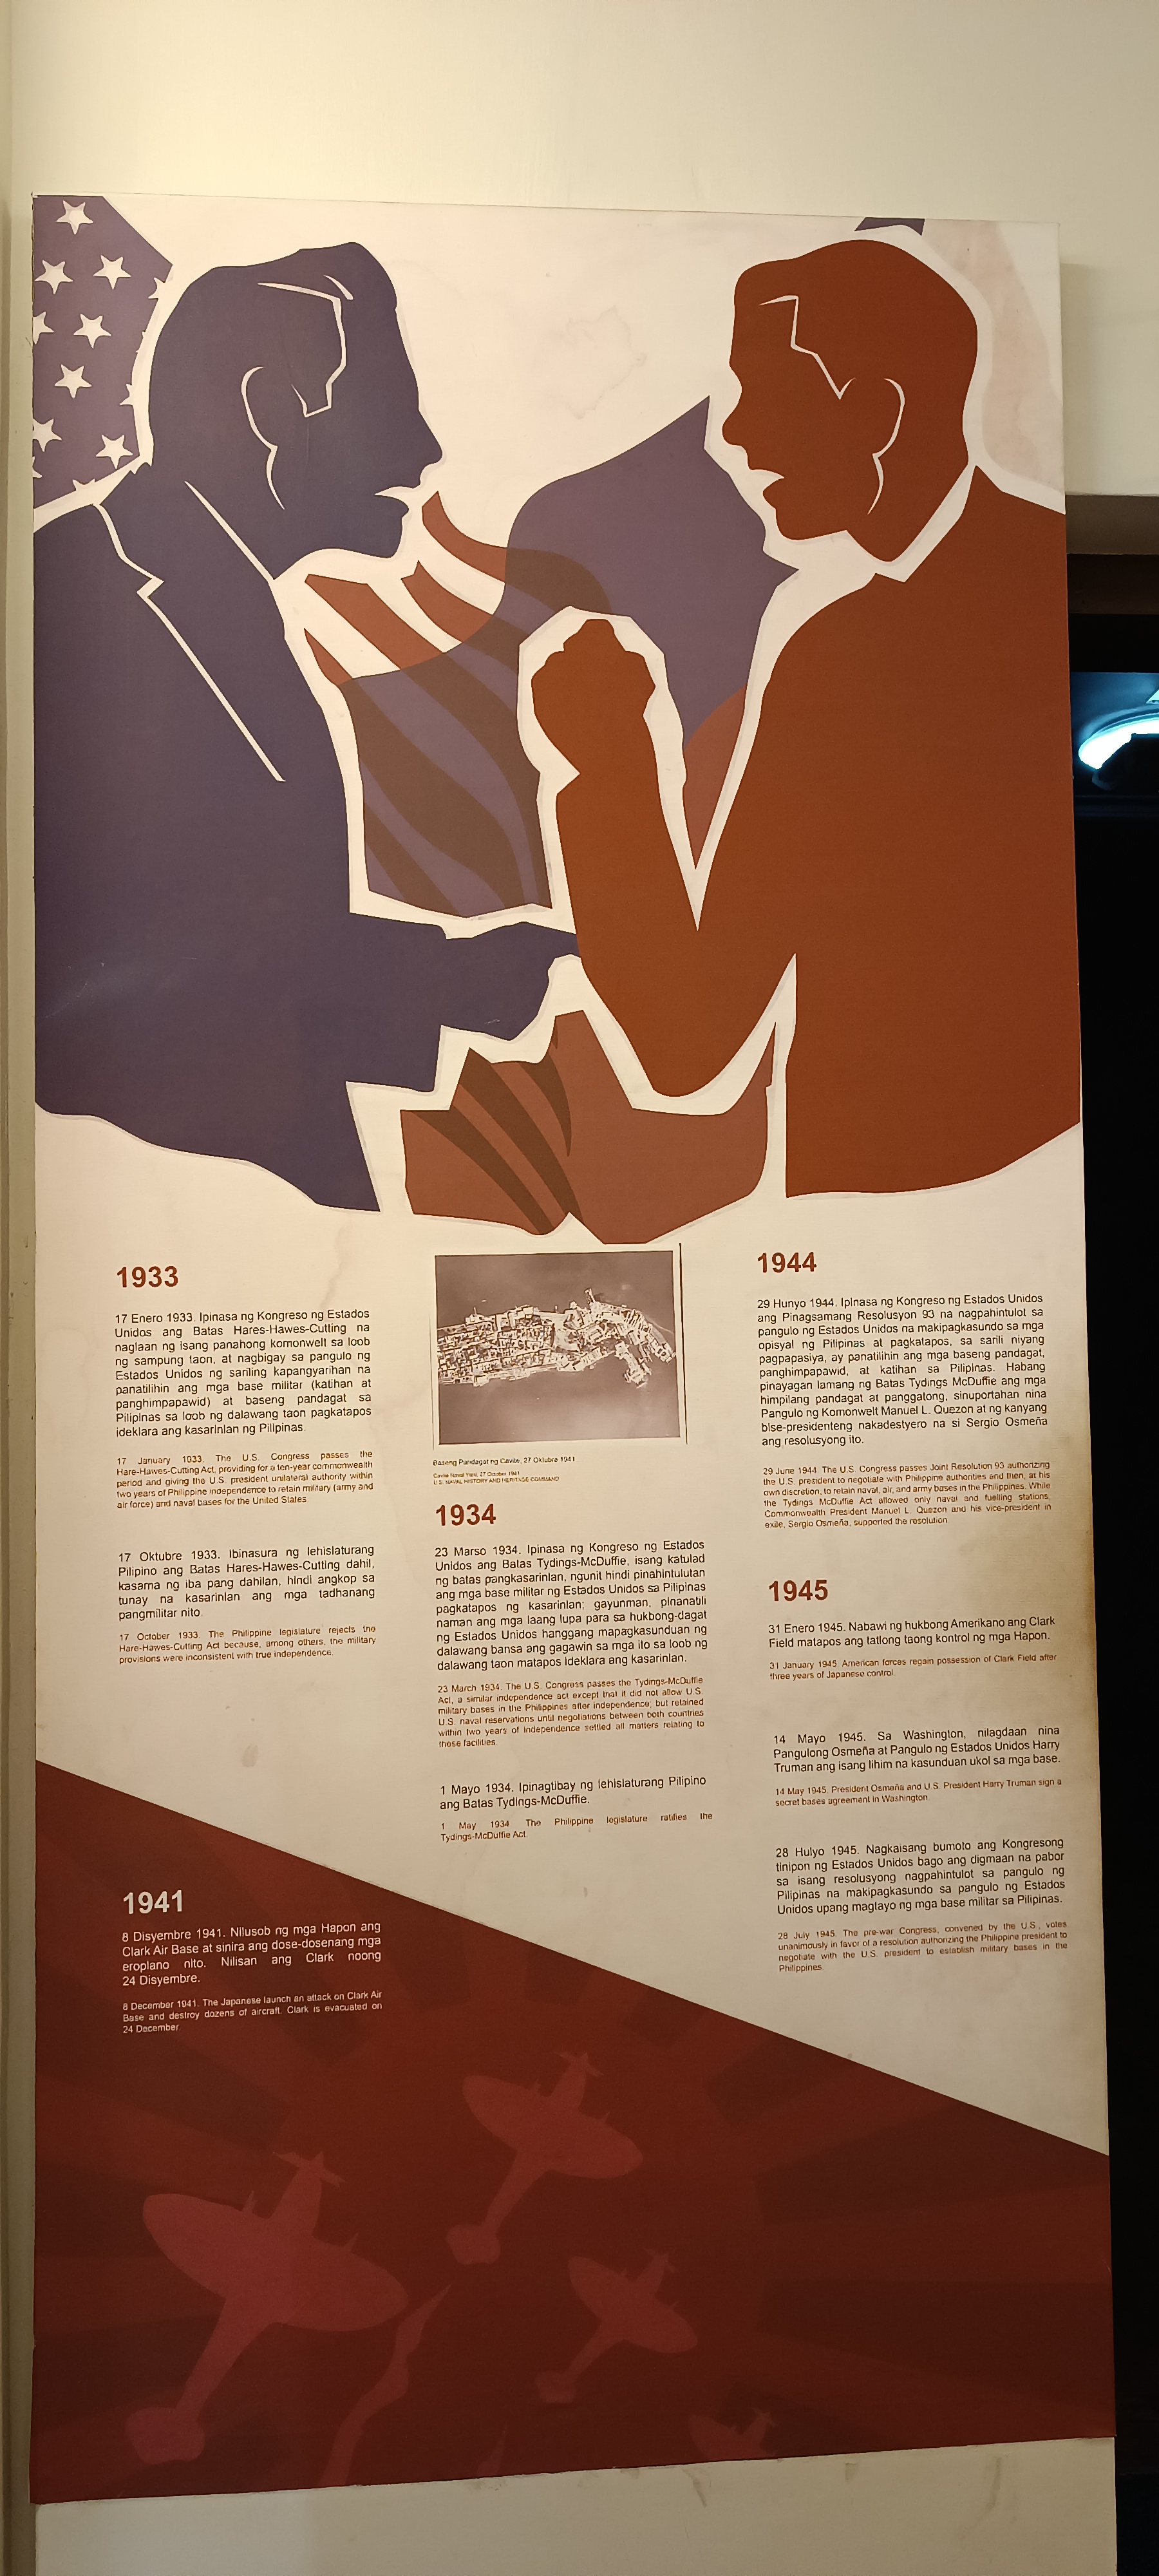 1933
17 Enero 1933. Ipinasa ng Kongreso ng Estados
Unidos ang Batas Hares-Hawes-Cutting na
naglaan ng isang panahong komonwelt sa loob
ng sampung taon, at nagbigay sa pangulo ng
Estados Unidos ng sariling kapangyarihan na
panatilihin ang mga base militar (katihan at
panghimpapawid) at baseng pandagat sa
Pilipinas sa loob ng dalawang taon pagkatapos
ideklara ang kasarinlan ng Pilipinas.
17 January 1933. The U.S. Congress passes the
Hare-Hawes-Cutting Act, providing for a ten-year commonwealth
period and giving the U.S. president unilateral authority within
two years of Philippine independence to retain military (army and
air force) and naval bases for the United States.
17 Oktubre 1933. Ibinasura ng lehislaturang
Pilipino ang Batas Hares-Hawes-Cutting dahil,
kasama ng iba pang dahilan, hindi angkop sa
tunay na kasarinlan ang mga tadhanang
pangmilitar nito.
17 October 1933. The Philippine legislature rejects the
Hare-Hawes-Cutting Act because, among others, the military
provisions were inconsistent with true independence.
1941
8 Disyembre 1941. Nilusob ng mga Hapon ang
Clark Air Base at sinira ang dose-dosenang mga
eroplano nito. Nilisan ang Clark noong
24 Disyembre.
8 December 1941. The Japanese launch an attack on Clark Air
Base and destroy dozens of aircraft. Clark is evacuated on
24 December.
Baseng Pandagat ng Cavite, 27 Oktubre 1941
Cavite Naval Yard, 27 October 1941.
U.S. NAVAL HISTORY AND HERITAGE COMMAND
1934
23 Marso 1934. Ipinasa ng Kongreso ng Estados
Unidos ang Batas Tydings-McDuffie, isang katulad
ng batas pangkasarinlan, ngunit hindi pinahintulutan
ang mga base militar ng Estados Unidos sa Pilipinas
pagkatapos ng kasarinlan; gayunman, pinanatili
naman ang mga laang lupa para sa hukbong-dagat
ng Estados Unidos hanggang mapagkasunduan ng
dalawang bansa ang gagawin sa mga ito sa loob ng
dalawang taon matapos ideklara ang kasarinlan.
23 March 1934. The U.S. Congress passes the Tydings-McDuffie
Act, a similar independence act except that it did not allow U.S.
military bases in the Philippines after independence; but retained
U.S. naval reservations until negotiations between both countries
within two years of independence settled all matters relating to
these facilities.
1 Mayo 1934. Ipinagtibay ng lehislaturang Pilipino
ang Batas Tydings-McDuffie.
1 May 1934 The Philippine legislature ratifies the
Tydings-McDuffie Act.
1944
29 Hunyo 1944. Ipinasa ng Kongreso ng Estados Unidos
ang Pinagsamang Resolusyon 93 na nagpahintulot sa
pangulo ng Estados Unidos na makipagkasundo sa mga
opisyal ng Pilipinas at pagkatapos, sa sarili niyang
pagpapasiya, ay panatilihin ang mga baseng pandagat,
panghimpapawid, at katihan sa Pilipinas. Habang
pinayagan lamang ng Batas Tydings McDuffie ang mga
himpilang pandagat at panggatong, sinuportahan nina
Pangulo ng Komonwelt Manuel L. Quezon at ng kanyang
bise-presidenteng nakadestyero na si Sergio Osmeña
ang resolusyong ito.
29 June 1944 The U.S. Congress passes Joint Resolution 93 authorizing
the U.S. president to negotiate with Philippine authorities and then, at his
own discretion, to retain naval, air, and army bases in the Philippines. While
the Tydings McDuffie Act allowed only naval and fuelling stations,
Commonwealth President Manuel L. Quezon and his vice-president in
exile, Sergio Osmeña, supported the resolution.
1945
31 Enero 1945. Nabawi ng hukbong Amerikano ang Clark
Field matapos ang tatlong taong kontrol ng mga Hapon.
31 January 1945. American forces regain possession of Clark Field after
three years of Japanese control.
14 Mayo 1945. Sa Washington, nilagdaan nina
Pangulong Osmeña at Pangulo ng Estados Unidos Harry
Truman ang isang lihim na kasunduan ukol sa mga base.
14 May 1945. President Osmeña and U.S. President Harry Truman sign a
secret bases agreement in Washington.
28 Hulyo 1945. Nagkaisang bumoto ang Kongresong
tinipon ng Estados Unidos bago ang digmaan na pabor
sa isang resolusyong nagpahintulot sa pangulo ng
Pilipinas na makipagkasundo sa pangulo ng Estados
Unidos upang maglayo ng mga base militar sa Pilipinas.
28 July 1945. The pre-war Congress, convened by the U.S., votes
unanimously in favor of a resolution authorizing the Philippine president to
negotiate with the U.S. president to establish military bases in the
Philippines.